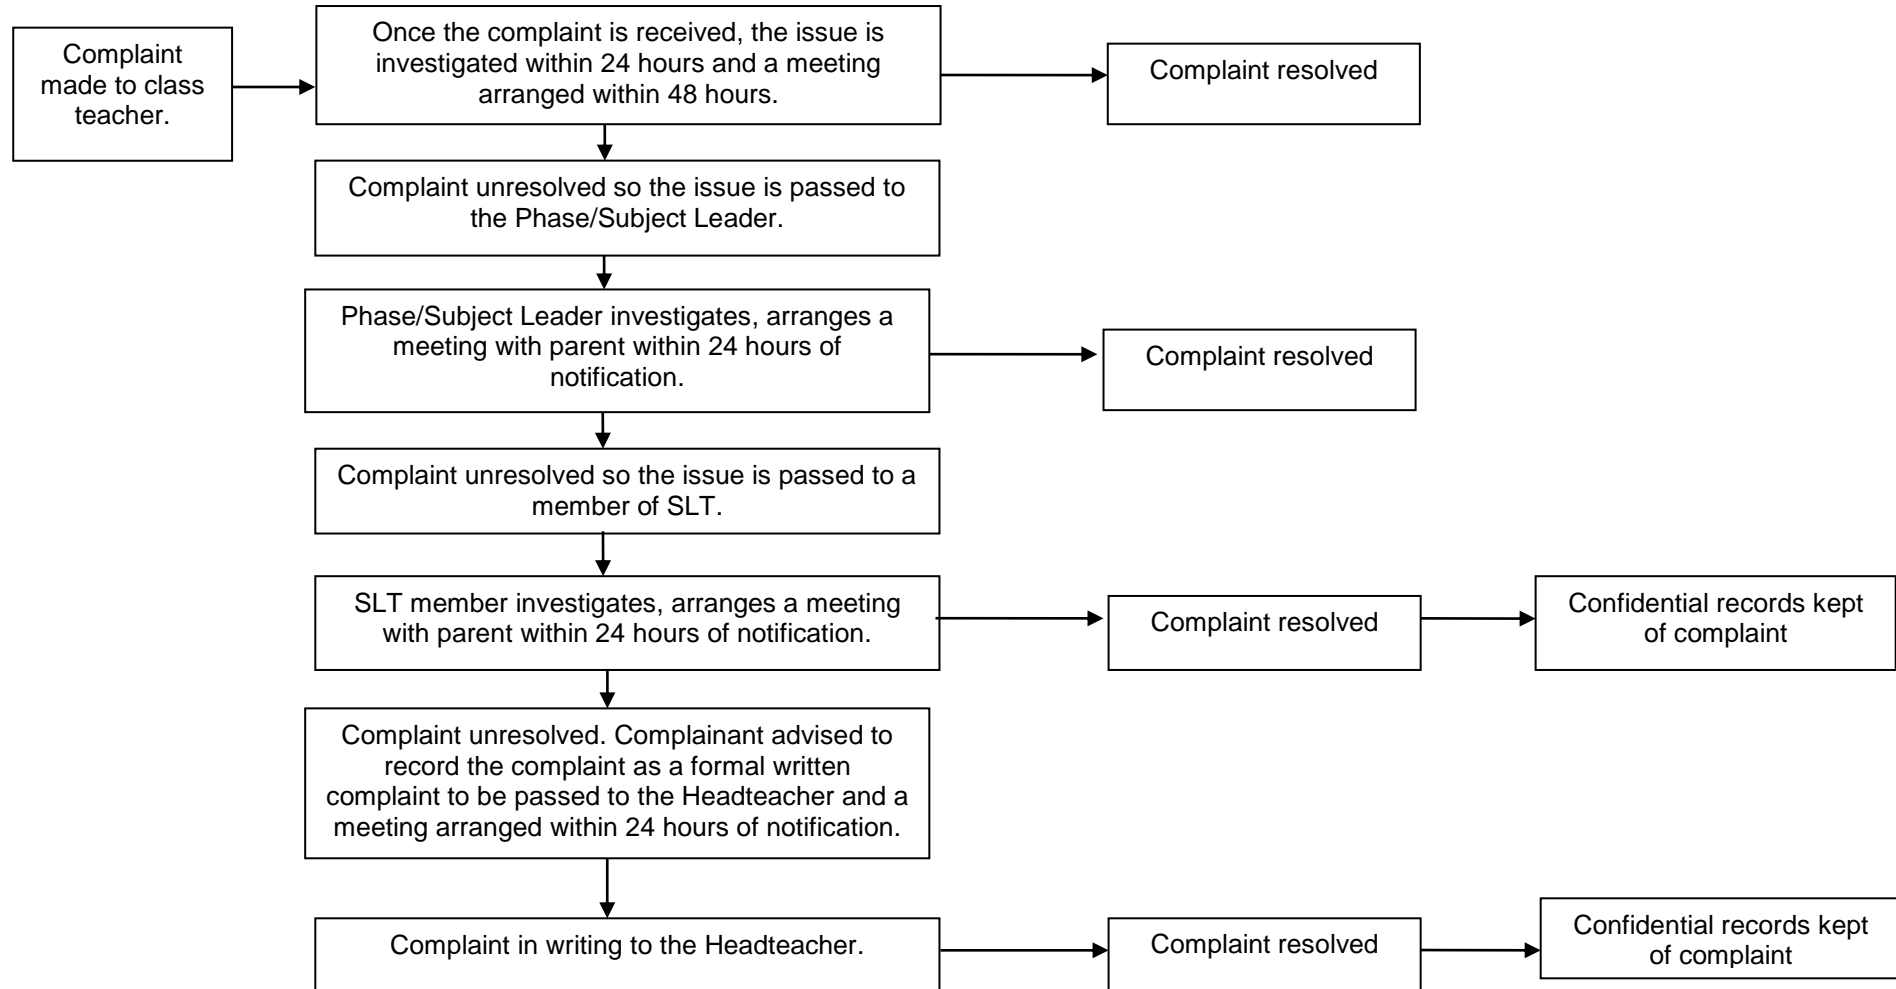 Complaint
made to class
teacher.
Once the complaint is received, the issue is
investigated within 24 hours and a meeting
arranged within 48 hours.
Complaint resolved
Complaint unresolved so the issue is passed to
the Phase/Subject Leader.
Phase/Subject Leader investigates, arranges a
meeting with parent within 24 hours of
notification.
Complaint resolved
Complaint unresolved so the issue is passed to a
member of SLT.
SLT member investigates, arranges a meeting
with parent within 24 hours of notification.
Complaint resolved
Confidential records kept
of complaint
Complaint unresolved. Complainant advised to
record the complaint as a formal written
complaint to be passed to the Headteacher and a
meeting arranged within 24 hours of notification.
Complaint in writing to the Headteacher.
Complaint resolved
Confidential records kept
of complaint